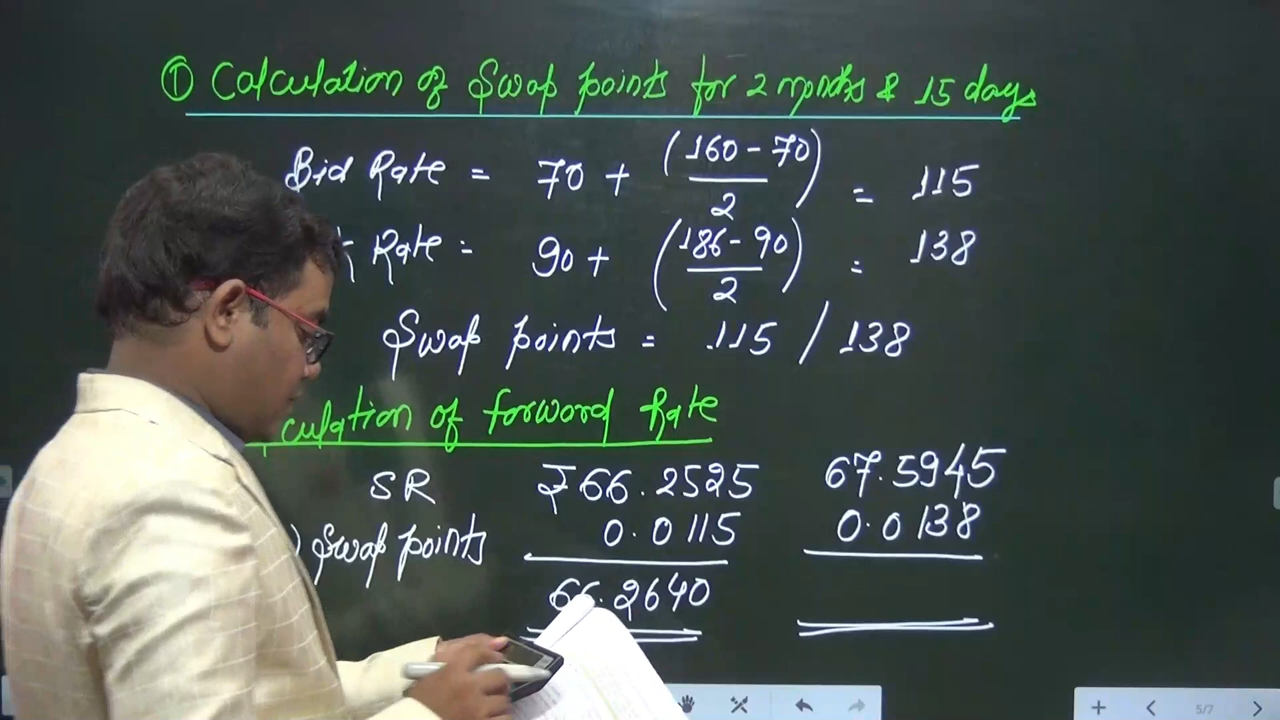 ① Calculation of Swap points for 2 months & 15 days
Bid Rate = 70 + (160 - 70) / 2 = 115
Rate = 90 + (186 - 90) / 2 = 138
Swap points = 115 / 138
culation of forword Rate
SR ₹66.2525 67.5945
) Swap points 0.0115 0.0138
66.2640
5/7